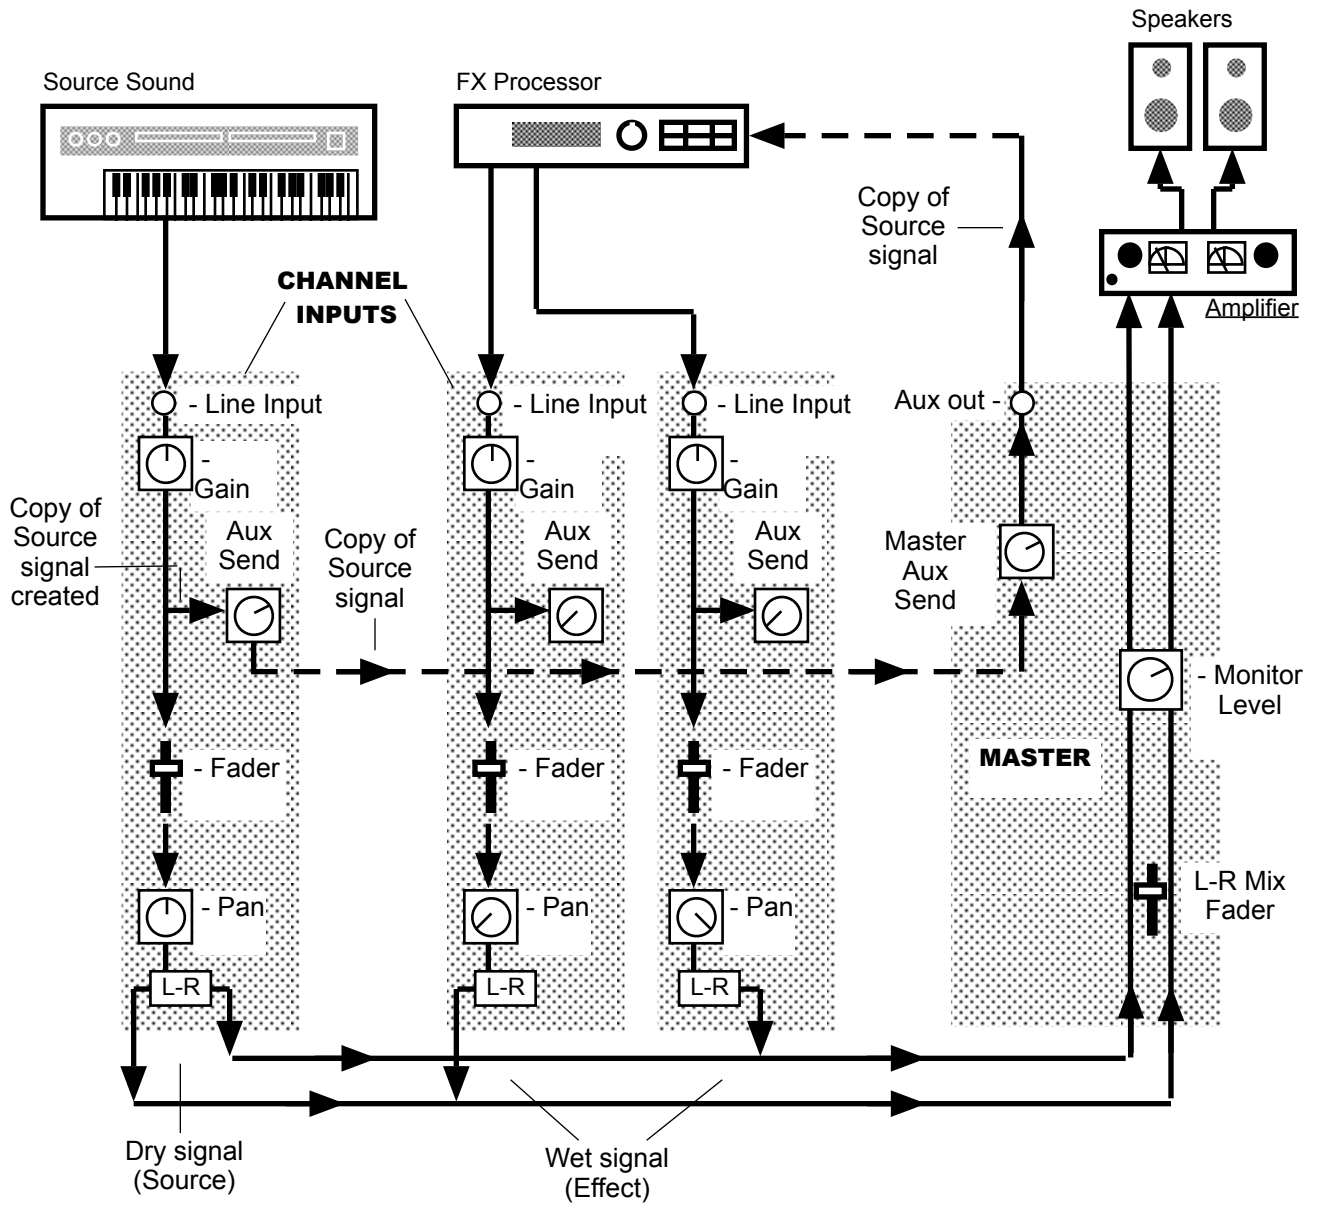 Speakers
Source Sound
FX Processor
Copy of
Source
signal
CHANNEL
INPUTS
Amplifier
- Line Input
- Line Input
- Line Input
Aux out -
-
Gain
-
Gain
-
Gain
Copy of
Source
signal
created
Aux
Send
Copy of
Source
signal
Aux
Send
Aux
Send
Master
Aux
Send
- Monitor
Level
MASTER
- Fader
- Fader
- Fader
L-R Mix
Fader
- Pan
- Pan
- Pan
L-R
L-R
L-R
Dry signal
(Source)
Wet signal
(Effect)